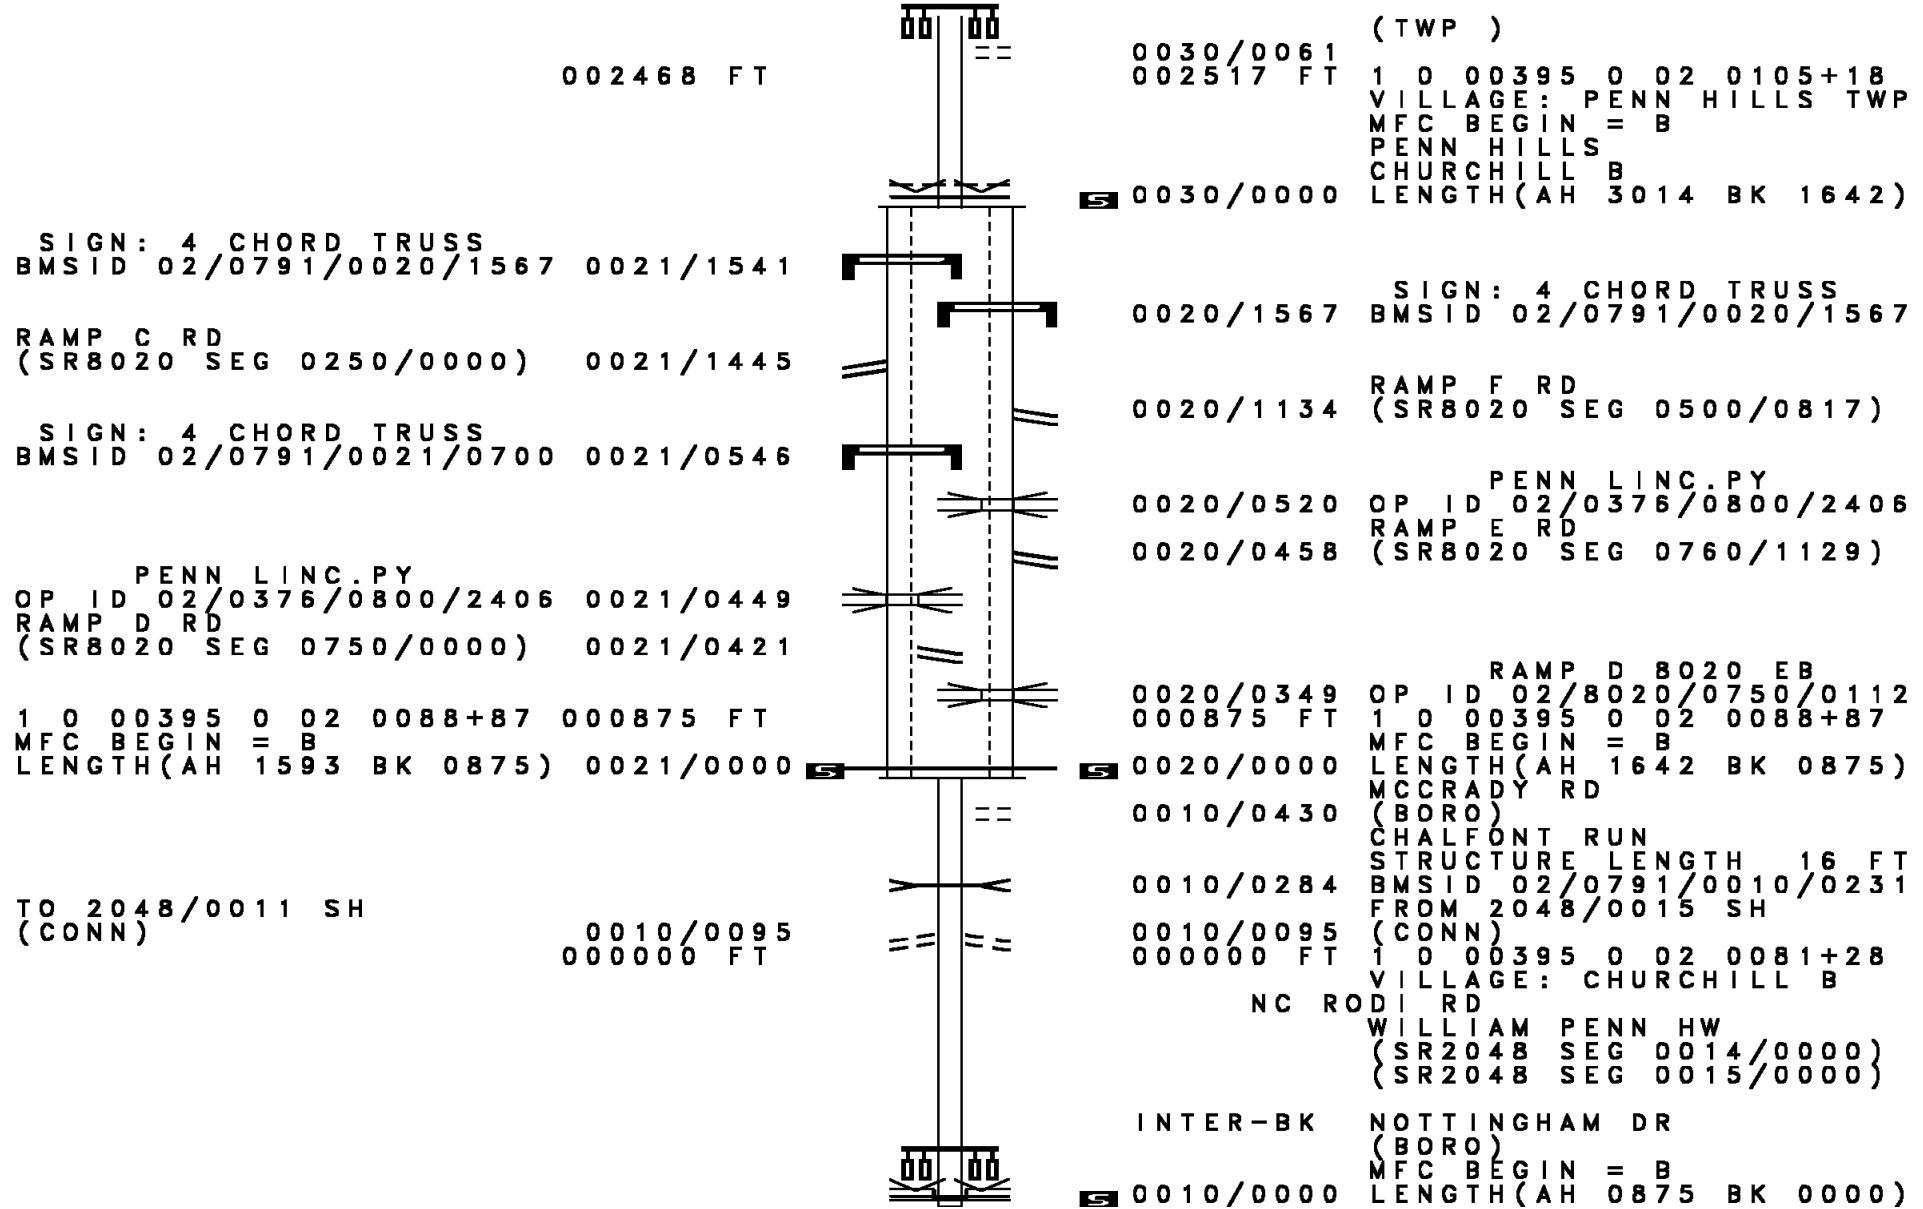 (TWP )
0030/0061
002468 FT 002517 FT 1 0 00395 0 02 0105+18
VILLAGE: PENN HILLS TWP
MFC BEGIN = B
PENN HILLS
CHURCHILL B
S 0030/0000 LENGTH(AH 3014 BK 1642)
SIGN: 4 CHORD TRUSS
BMSID 02/0791/0020/1567 0021/1541
SIGN: 4 CHORD TRUSS
0020/1567 BMSID 02/0791/0020/1567
RAMP C RD
(SR8020 SEG 0250/0000) 0021/1445
RAMP F RD
0020/1134 (SR8020 SEG 0500/0817)
SIGN: 4 CHORD TRUSS
BMSID 02/0791/0021/0700 0021/0546
PENN LINC.PY
0020/0520 OP ID 02/0376/0800/2406
RAMP E RD
0020/0458 (SR8020 SEG 0760/1129)
PENN LINC.PY
OP ID 02/0376/0800/2406 0021/0449
RAMP D RD
(SR8020 SEG 0750/0000) 0021/0421
RAMP D 8020 EB
0020/0349 OP ID 02/8020/0750/0112
1 0 00395 0 02 0088+87 000875 FT 000875 FT 1 0 00395 0 02 0088+87
MFC BEGIN = B MFC BEGIN = B
LENGTH(AH 1593 BK 0875) 0021/0000 S S 0020/0000 LENGTH(AH 1642 BK 0875)
MCCRADY RD
0010/0430 (BORO)
CHALFONT RUN
STRUCTURE LENGTH 16 FT
0010/0284 BMSID 02/0791/0010/0231
TO 2048/0011 SH FROM 2048/0015 SH
(CONN) 0010/0095 0010/0095 (CONN)
000000 FT 000000 FT 1 0 00395 0 02 0081+28
VILLAGE: CHURCHILL B
NC RODI RD
WILLIAM PENN HW
(SR2048 SEG 0014/0000)
(SR2048 SEG 0015/0000)
INTER-BK NOTTINGHAM DR
(BORO)
MFC BEGIN = B
S 0010/0000 LENGTH(AH 0875 BK 0000)